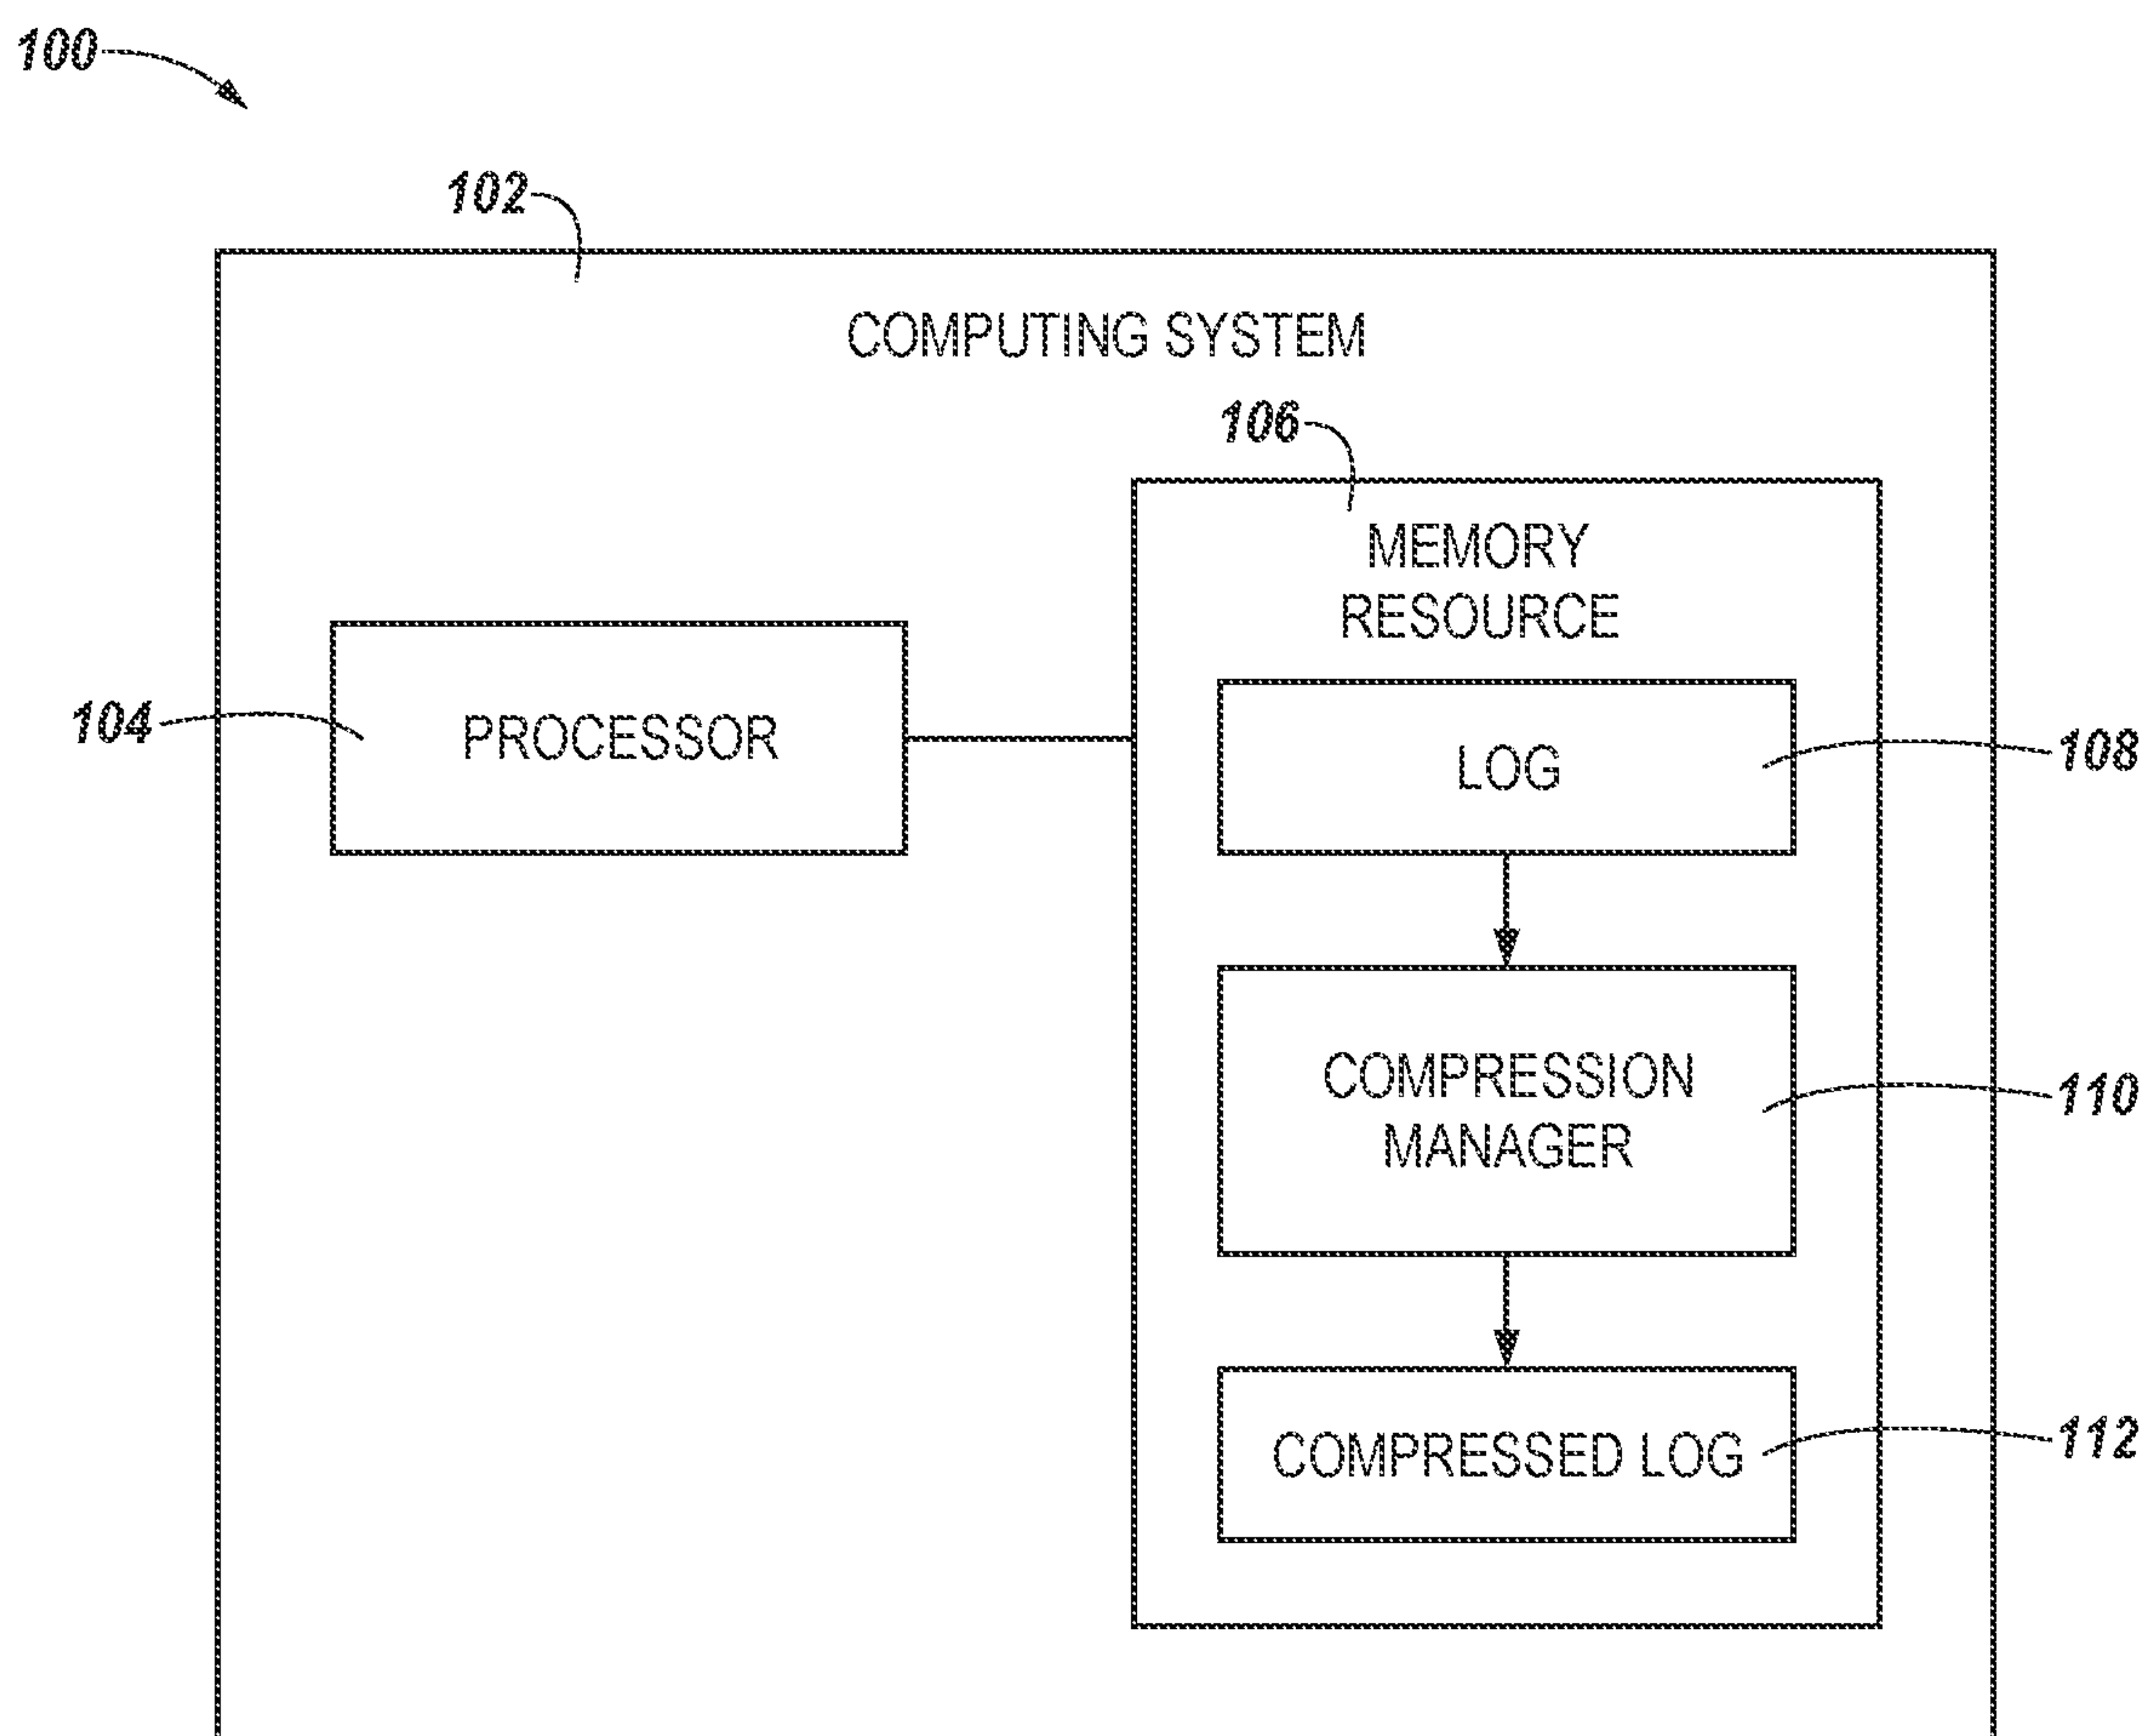 100
102
COMPUTING SYSTEM
106
MEMORY
RESOURCE
104
PROCESSOR
LOG
108
COMPRESSION
MANAGER
110
COMPRESSED LOG
112